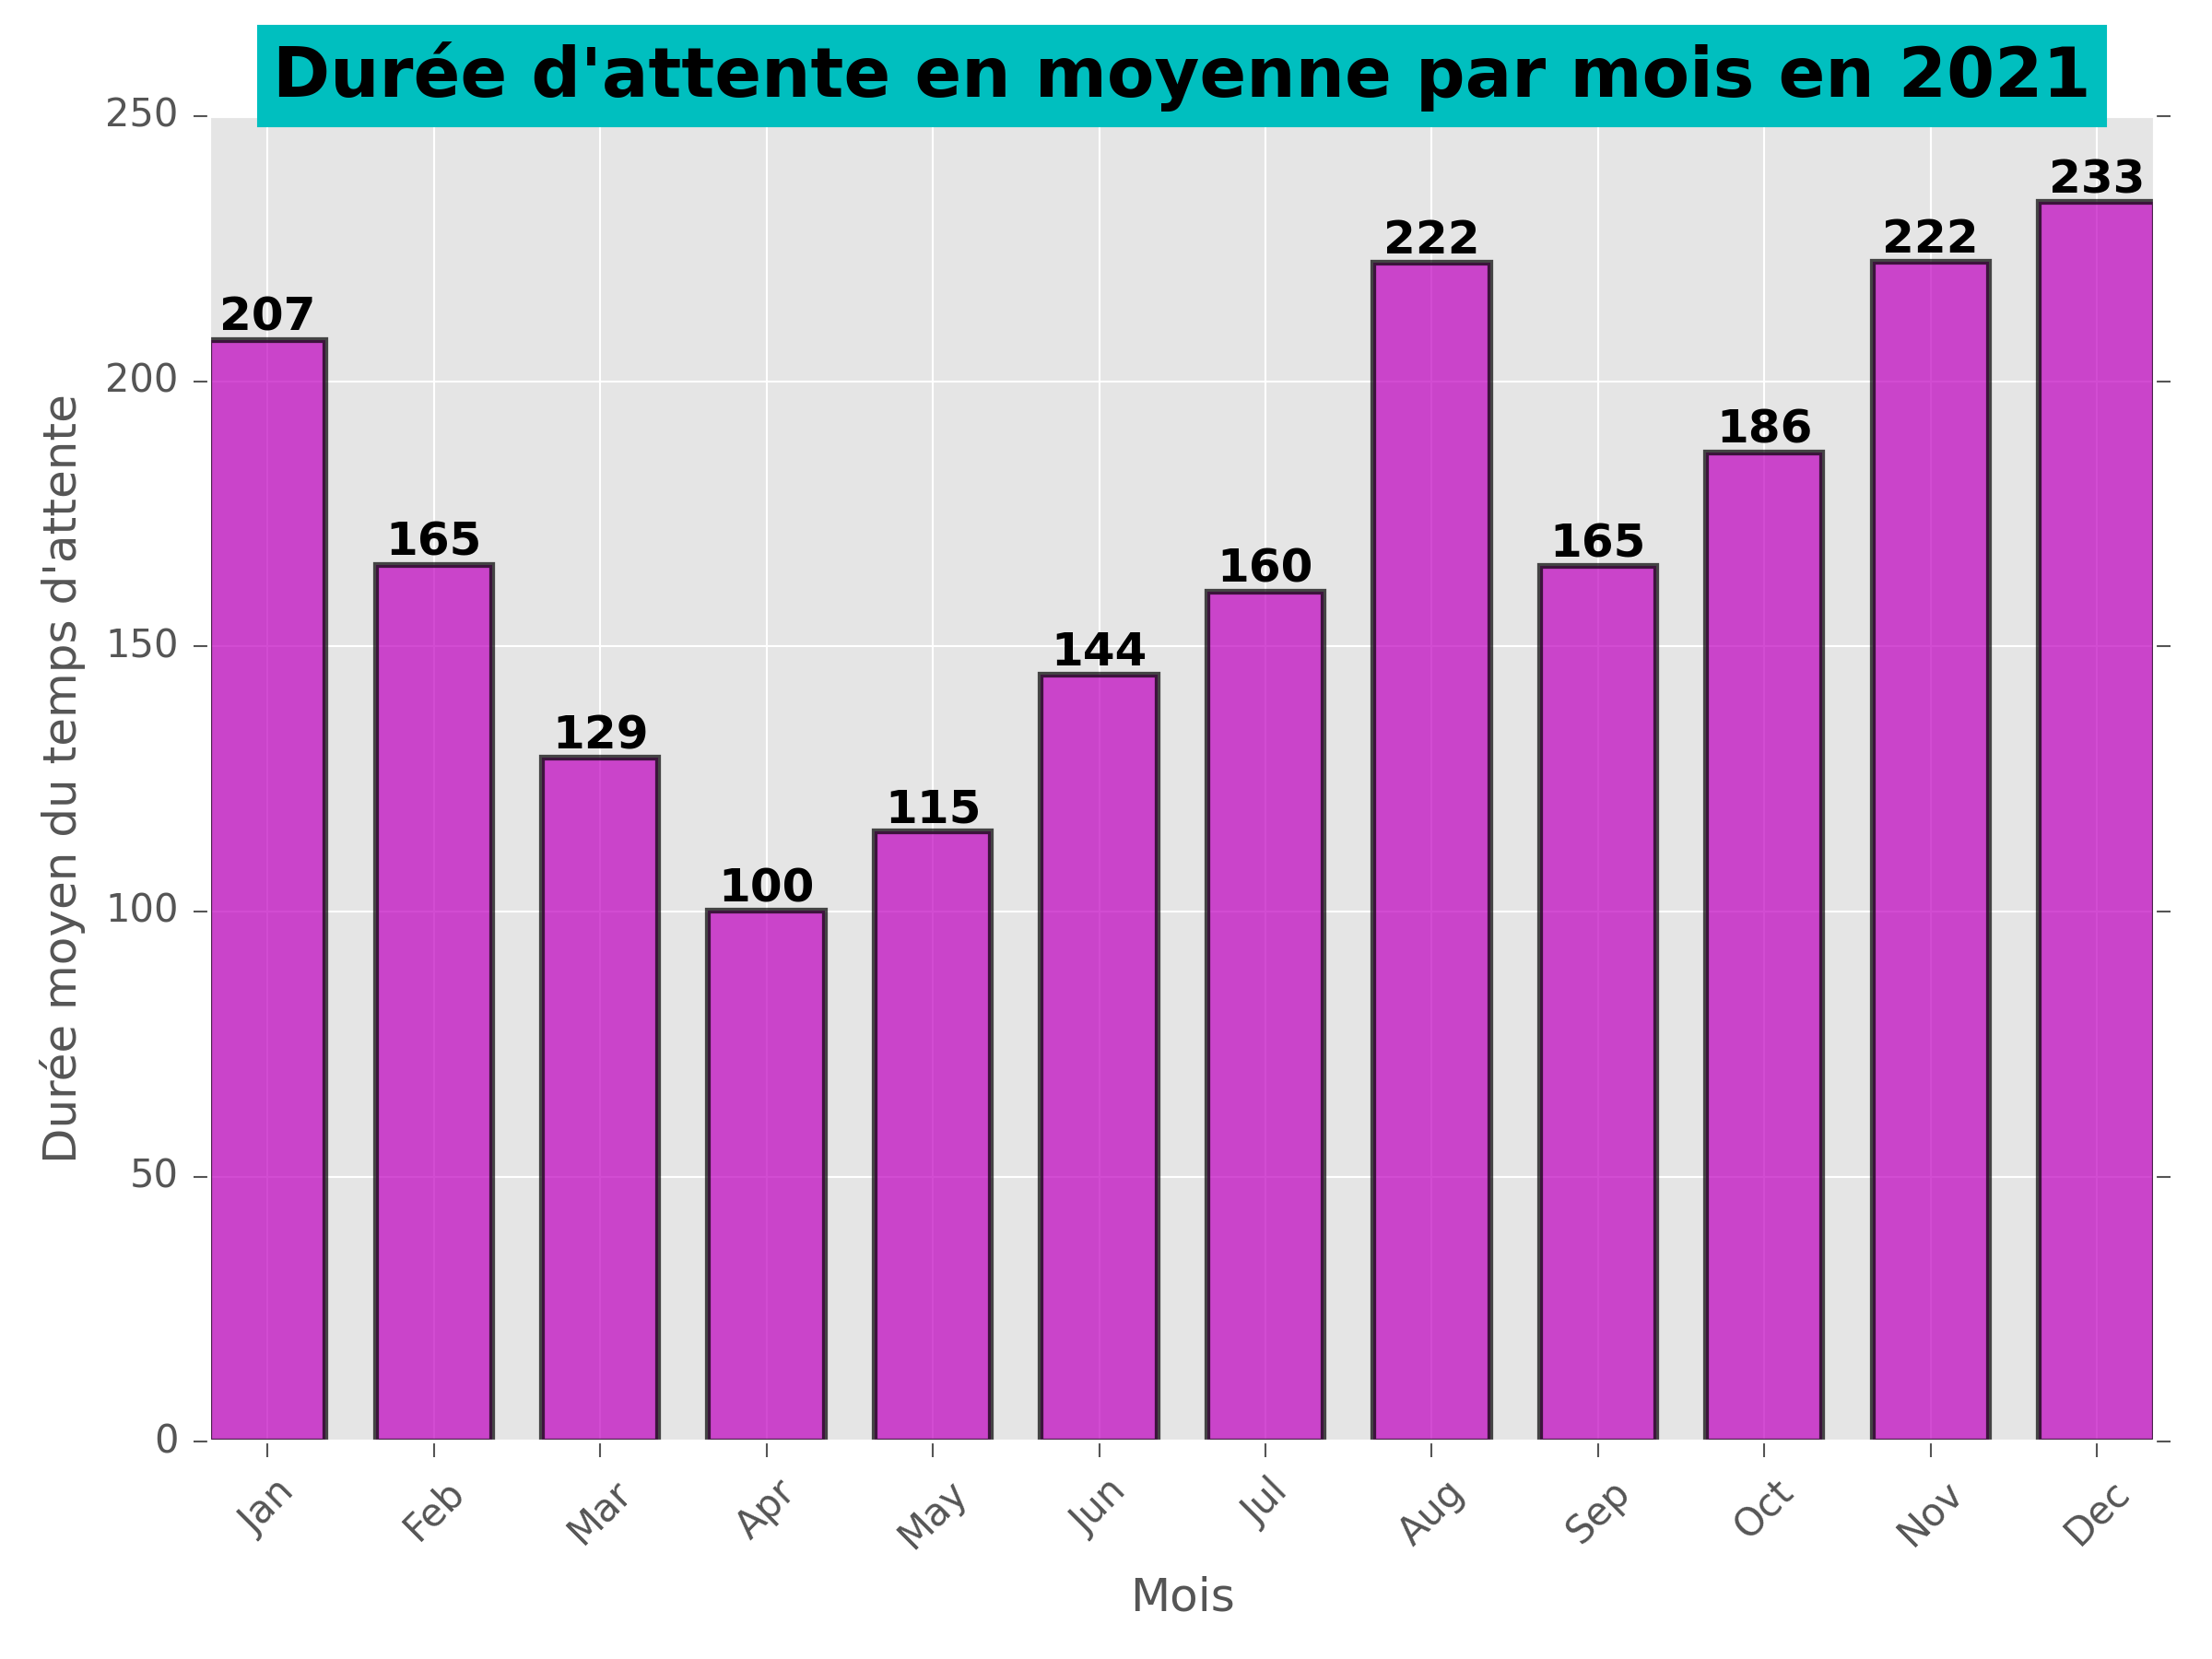 Durée d'attente en moyenne par mois en 2021
250
200
150
100
50
0
Durée moyen du temps d'attente
207
165
129
100
115
144
160
222
165
186
222
233
Jan
Feb
Mar
Apr
May
Jun
Jul
Aug
Sep
Oct
Nov
Dec
Mois